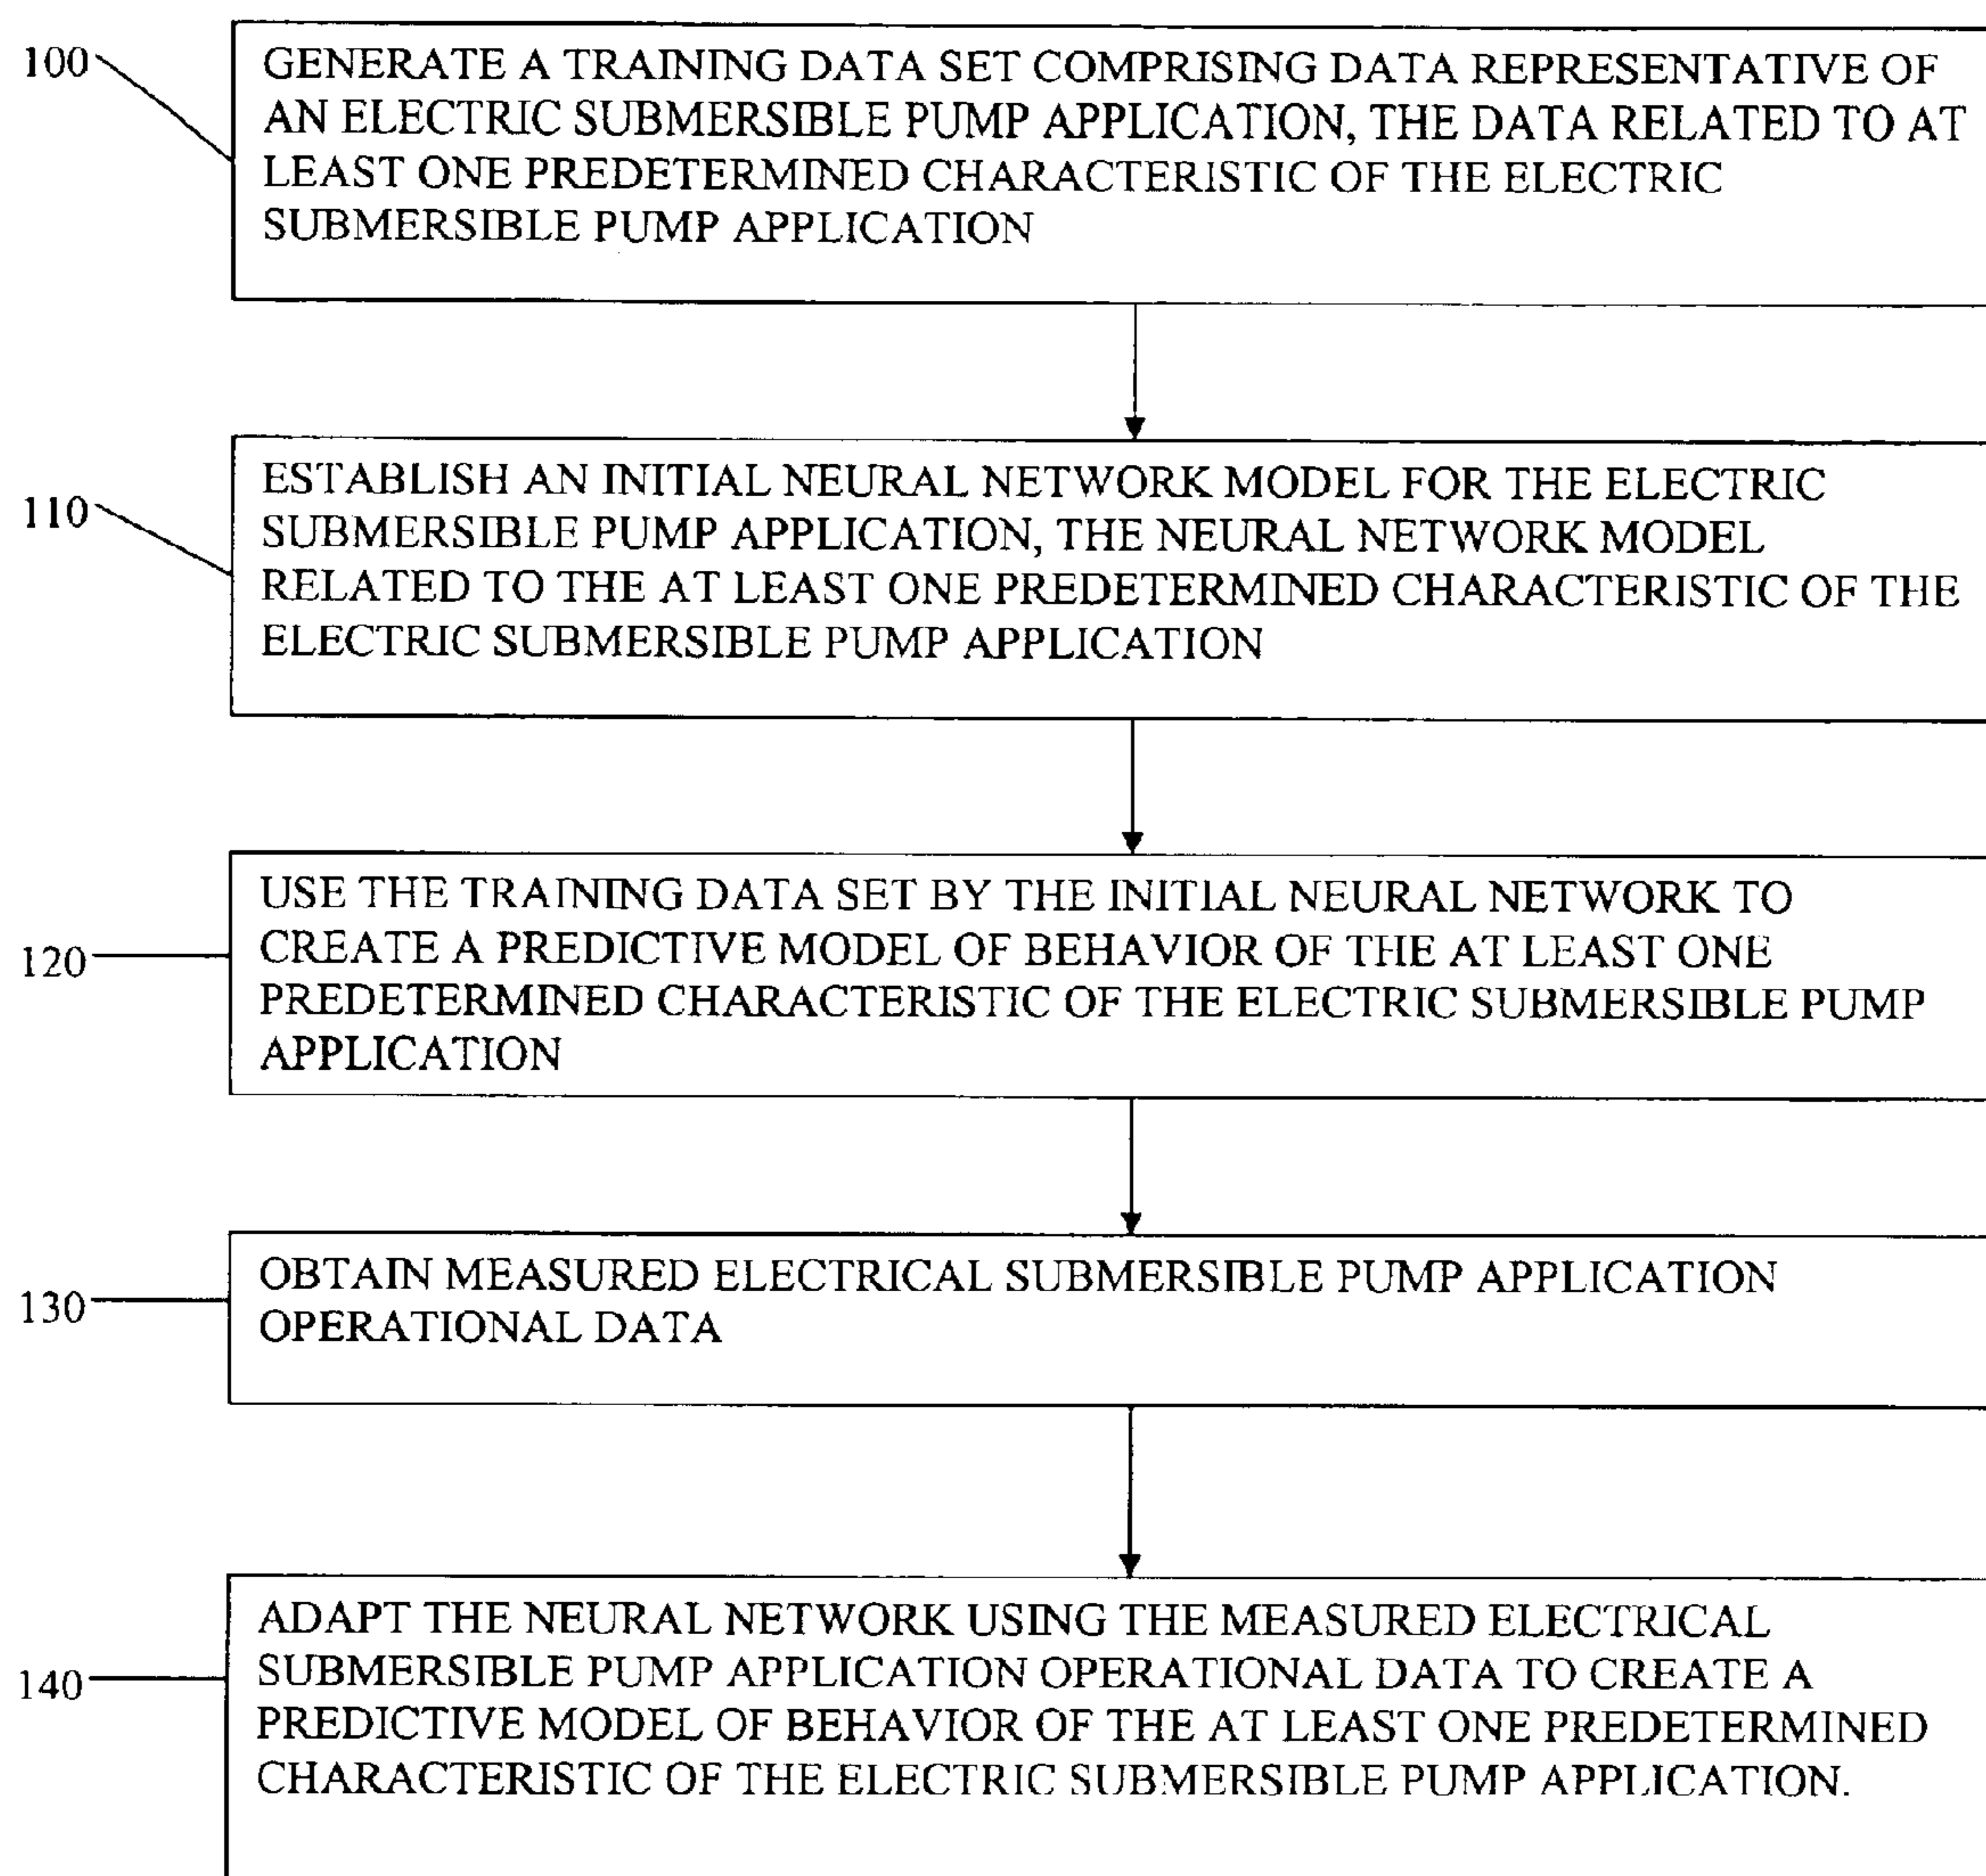 100
GENERATE A TRAINING DATA SET COMPRISING DATA REPRESENTATIVE OF
AN ELECTRIC SUBMERSIBLE PUMP APPLICATION, THE DATA RELATED TO AT
LEAST ONE PREDETERMINED CHARACTERISTIC OF THE ELECTRIC
SUBMERSIBLE PUMP APPLICATION
110
ESTABLISH AN INITIAL NEURAL NETWORK MODEL FOR THE ELECTRIC
SUBMERSIBLE PUMP APPLICATION, THE NEURAL NETWORK MODEL
RELATED TO THE AT LEAST ONE PREDETERMINED CHARACTERISTIC OF THE
ELECTRIC SUBMERSIBLE PUMP APPLICATION
120
USE THE TRAINING DATA SET BY THE INITIAL NEURAL NETWORK TO
CREATE A PREDICTIVE MODEL OF BEHAVIOR OF THE AT LEAST ONE
PREDETERMINED CHARACTERISTIC OF THE ELECTRIC SUBMERSIBLE PUMP
APPLICATION
130
OBTAIN MEASURED ELECTRICAL SUBMERSIBLE PUMP APPLICATION
OPERATIONAL DATA
140
ADAPT THE NEURAL NETWORK USING THE MEASURED ELECTRICAL
SUBMERSIBLE PUMP APPLICATION OPERATIONAL DATA TO CREATE A
PREDICTIVE MODEL OF BEHAVIOR OF THE AT LEAST ONE PREDETERMINED
CHARACTERISTIC OF THE ELECTRIC SUBMERSIBLE PUMP APPLICATION.